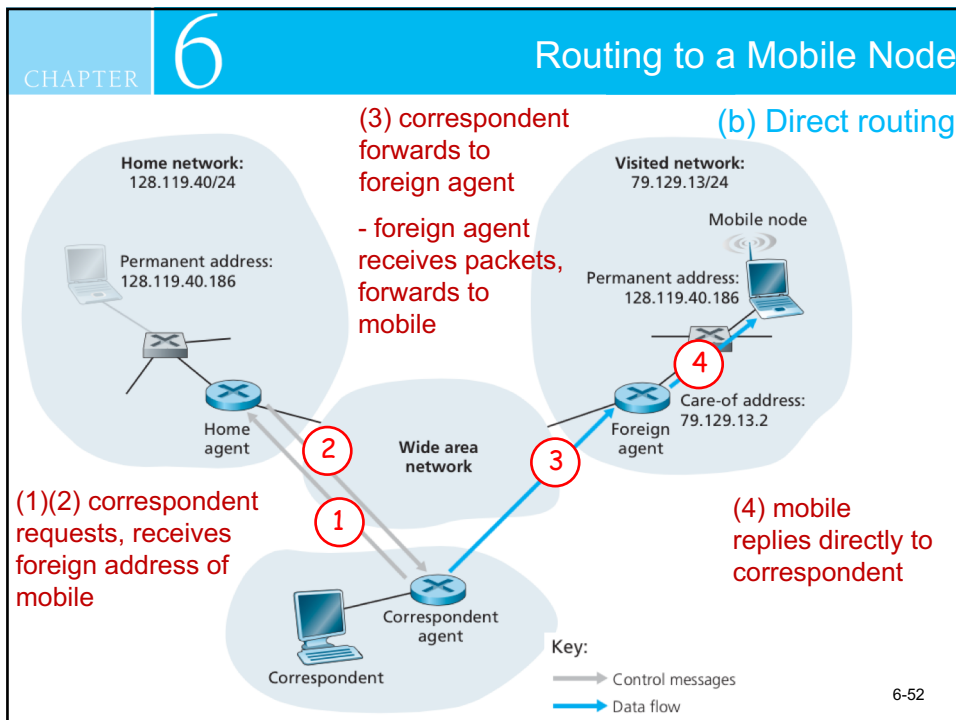 CHAPTER 6
Routing to a Mobile Node
(b) Direct routing
(3) correspondent
forwards to
foreign agent
- foreign agent
receives packets,
forwards to
mobile
Home network:
128.119.40/24
Permanent address:
128.119.40.186
Home
agent
Visited network:
79.129.13/24
Mobile node
Permanent address:
128.119.40.186
4
Care-of address:
79.129.13.2
Foreign
agent
Wide area
network
2
3
1
(1)(2) correspondent
requests, receives
foreign address of
mobile
(4) mobile
replies directly to
correspondent
Correspondent
agent
Correspondent
Key:
Control messages
Data flow
6-52